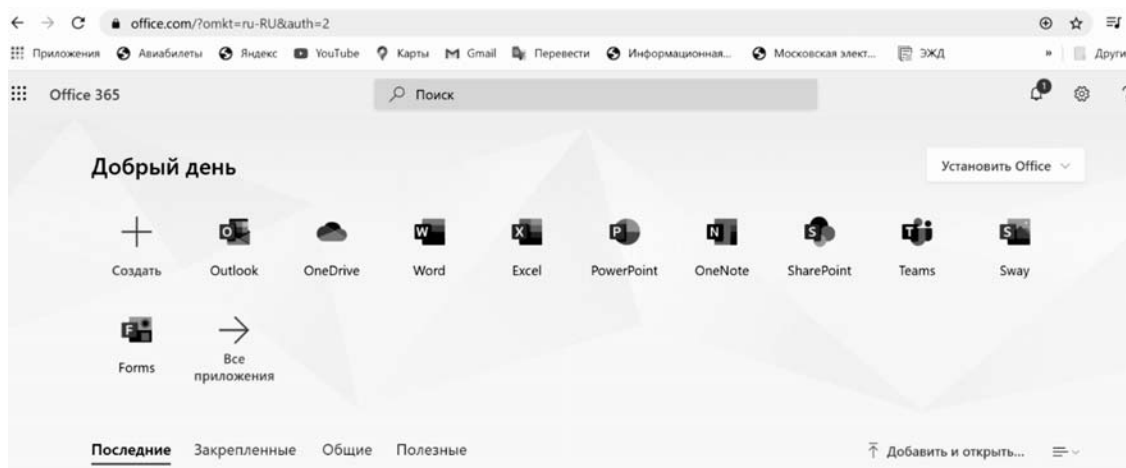 office.com/?omkt=ru-RU&auth=2
Приложения Авиабилеты Яндекс YouTube Карты Gmail Перевести Информационная... Московская элект... ЭЖД » Други
Office 365 Поиск 1
Добрый день Установить Office
Создать Outlook OneDrive Word Excel PowerPoint OneNote SharePoint Teams Sway
Forms Все
приложения
Последние Закрепленные Общие Полезные Добавить и открыть...